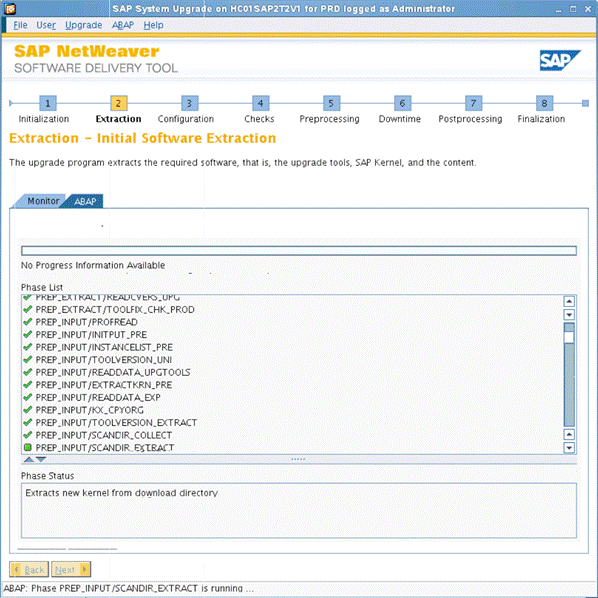 SAP System Upgrade on HC01SAP2T2V1 for PRD logged as Administrator
File User Upgrade ABAP Help
SAP NetWeaver
SOFTWARE DELIVERY TOOL
SAP
1 2 3 4 5 6 7 8
Initialization Extraction Configuration Checks Preprocessing Downtime Postprocessing Finalization
Extraction - Initial Software Extraction
The upgrade program extracts the required software, that is, the upgrade tools, SAP Kernel, and the content.
Monitor ABAP
No Progress Information Available
Phase List
PREP_EXTRACT/READCVERS_UPG
PREP_EXTRACT/TOOLFIX_CHK_PROD
PREP_INPUT/PROFREAD
PREP_INPUT/INITPUT_PRE
PREP_INPUT/INSTANCELIST_PRE
PREP_INPUT/TOOLVERSION_UNI
PREP_INPUT/READDATA_UPGTOOLS
PREP_INPUT/EXTRACTKRN_PRE
PREP_INPUT/READDATA_EXP
PREP_INPUT/KX_CPYORG
PREP_INPUT/TOOLVERSION_EXTRACT
PREP_INPUT/SCANDIR_COLLECT
PREP_INPUT/SCANDIR_EXTRACT
Phase Status
Extracts new kernel from download directory
Back Next
ABAP: Phase PREP_INPUT/SCANDIR_EXTRACT is running ...